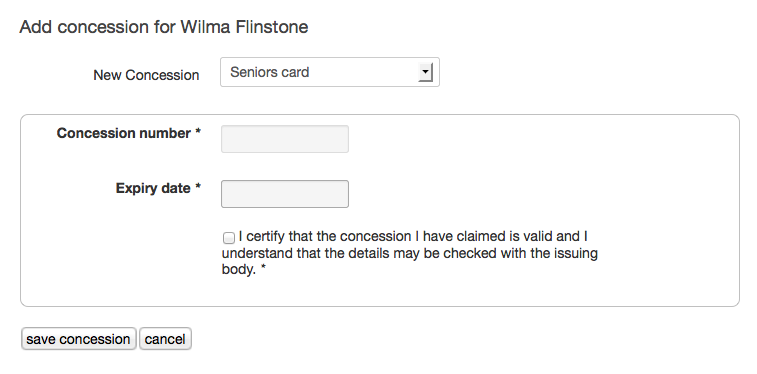 Add concession for Wilma Flinstone
New Concession Seniors card
Concession number *
Expiry date *
I certify that the concession I have claimed is valid and I
understand that the details may be checked with the issuing
body. *
save concession cancel